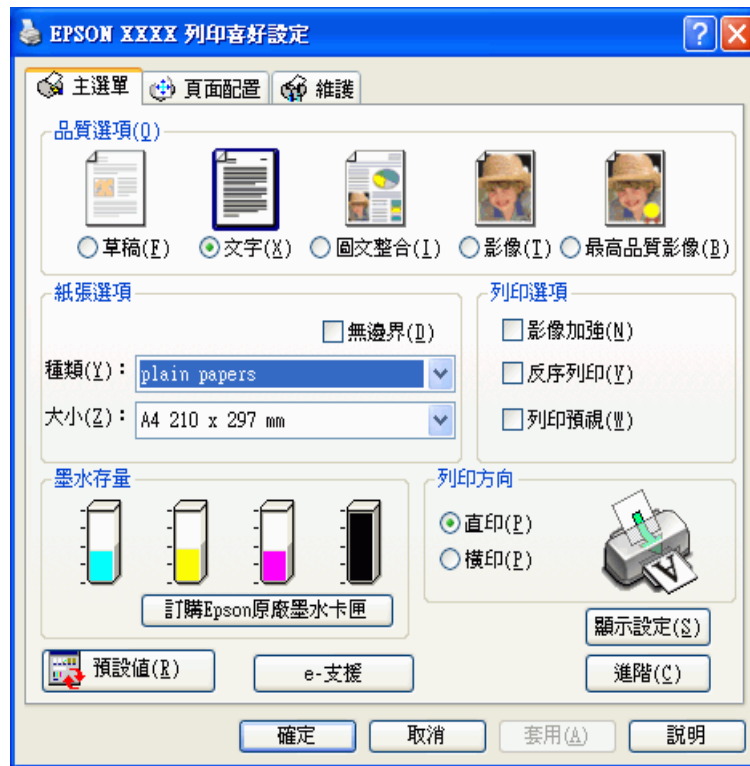 EPSON XXXX 列印喜好設定
主選單 頁面配置 維護
品質選項(Q)
草稿(F) 文字(X) 圖文整合(I) 影像(T) 最高品質影像(B)
紙張選項
無邊界(D)
種類(Y)：plain papers
大小(Z)：A4 210 x 297 mm
列印選項
影像加強(N)
反序列印(V)
列印預視(W)
墨水存量
訂購Epson原廠墨水卡匣
列印方向
直印(P)
橫印(P)
A
顯示設定(S)
預設值(R) e-支援 進階(C)
確定 取消 套用(A) 說明